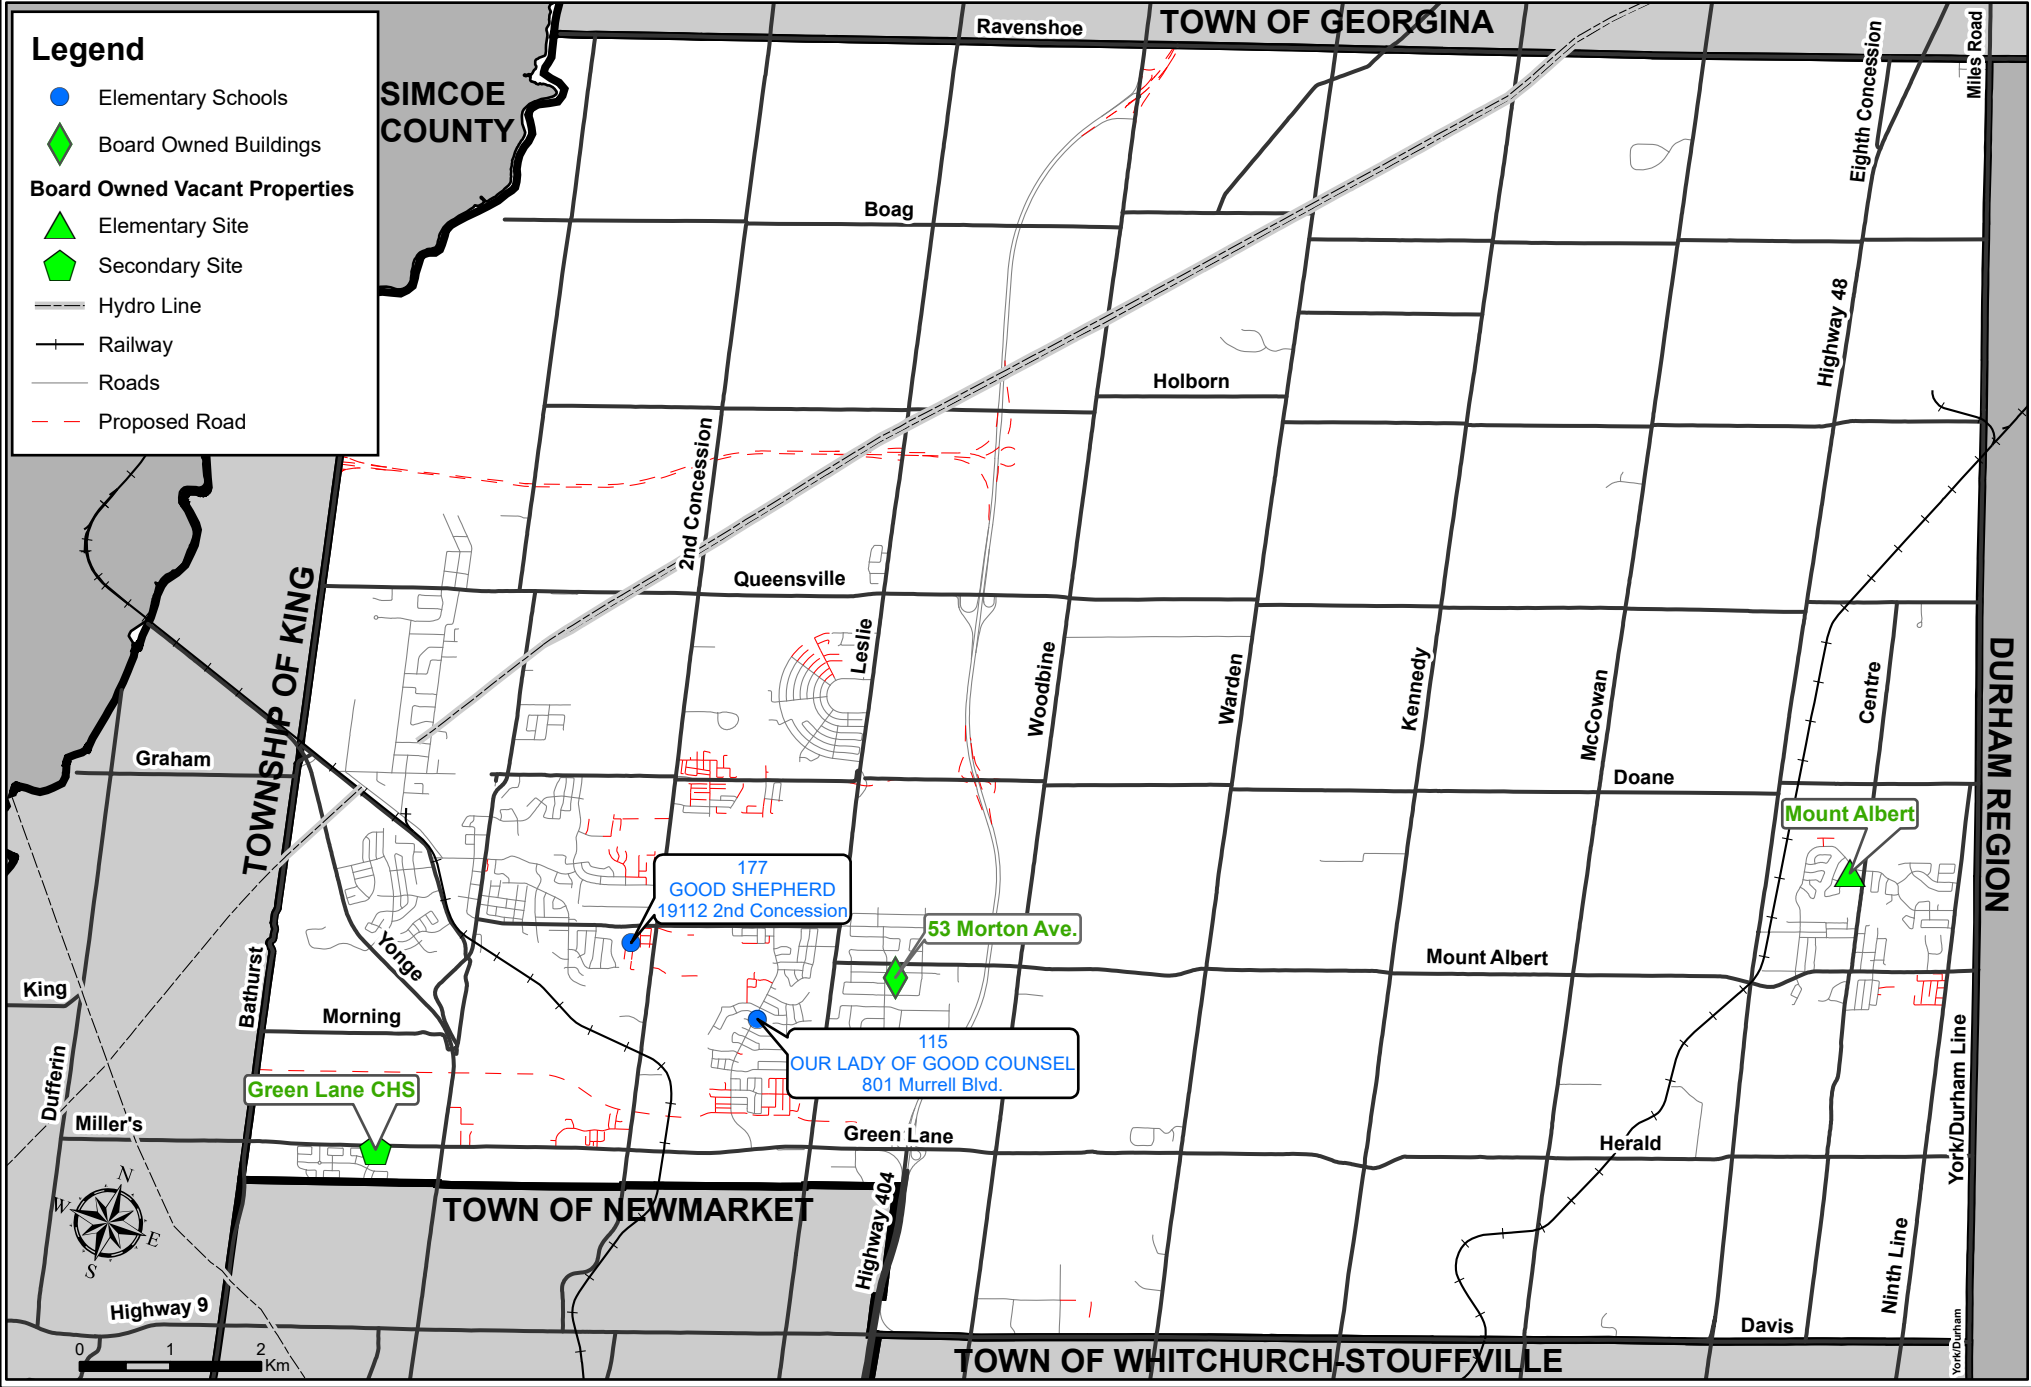 Legend
Elementary Schools
Board Owned Buildings
Board Owned Vacant Properties
Elementary Site
Secondary Site
Hydro Line
Railway
Roads
Proposed Road
SIMCOE
COUNTY
Ravenshoe
TOWN OF GEORGINA
Eighth Concession
Miles Road
Boag
Highway 48
Holborn
2nd Concession
Queensville
TOWNSHIP OF KING
Leslie
Woodbine
Warden
Kennedy
McCowan
Centre
DURHAM REGION
Graham
Doane
Mount Albert
177
GOOD SHEPHERD
19112 2nd Concession
53 Morton Ave.
Yonge
Bathurst
Mount Albert
King
Morning
115
OUR LADY OF GOOD COUNSEL
801 Murrell Blvd.
Dufferin
Green Lane CHS
Miller's
Green Lane
Herald
York/Durham Line
N
W
E
S
TOWN OF NEWMARKET
Highway 404
Ninth Line
Highway 9
Davis
York/Durham
0 1 2
Km
TOWN OF WHITCHURCH-STOUFFVILLE